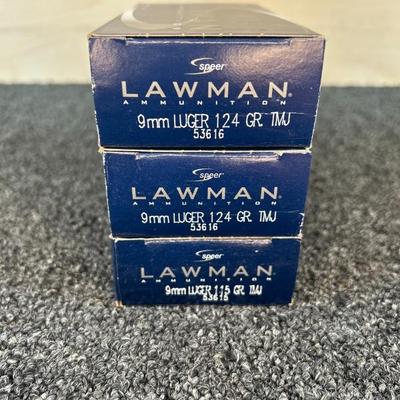 speer
LAWMAN®
AMMUNITION
9mm LUGER 124 GR. TMJ
53616
speer
LAWMAN®
AMMUNITION
9mm LUGER 124 GR. TMJ
53616
speer
LAWMAN®
AMMUNITION
9mm LUGER 115 GR. TMJ
53615